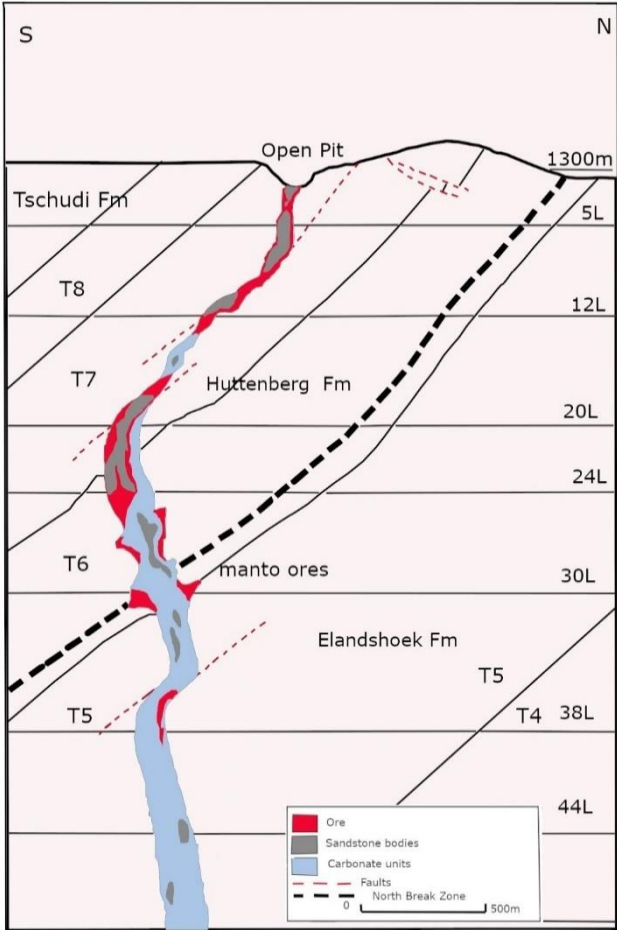 S
N
Open Pit
1300m
Tschudi Fm
5L
T8
12L
T7
Huttenberg Fm
20L
24L
T6
manto ores
30L
Elandshoek Fm
T5
T5
T4
38L
44L
Ore
Sandstone bodies
Carbonate units
Faults
North Break Zone
0
500m